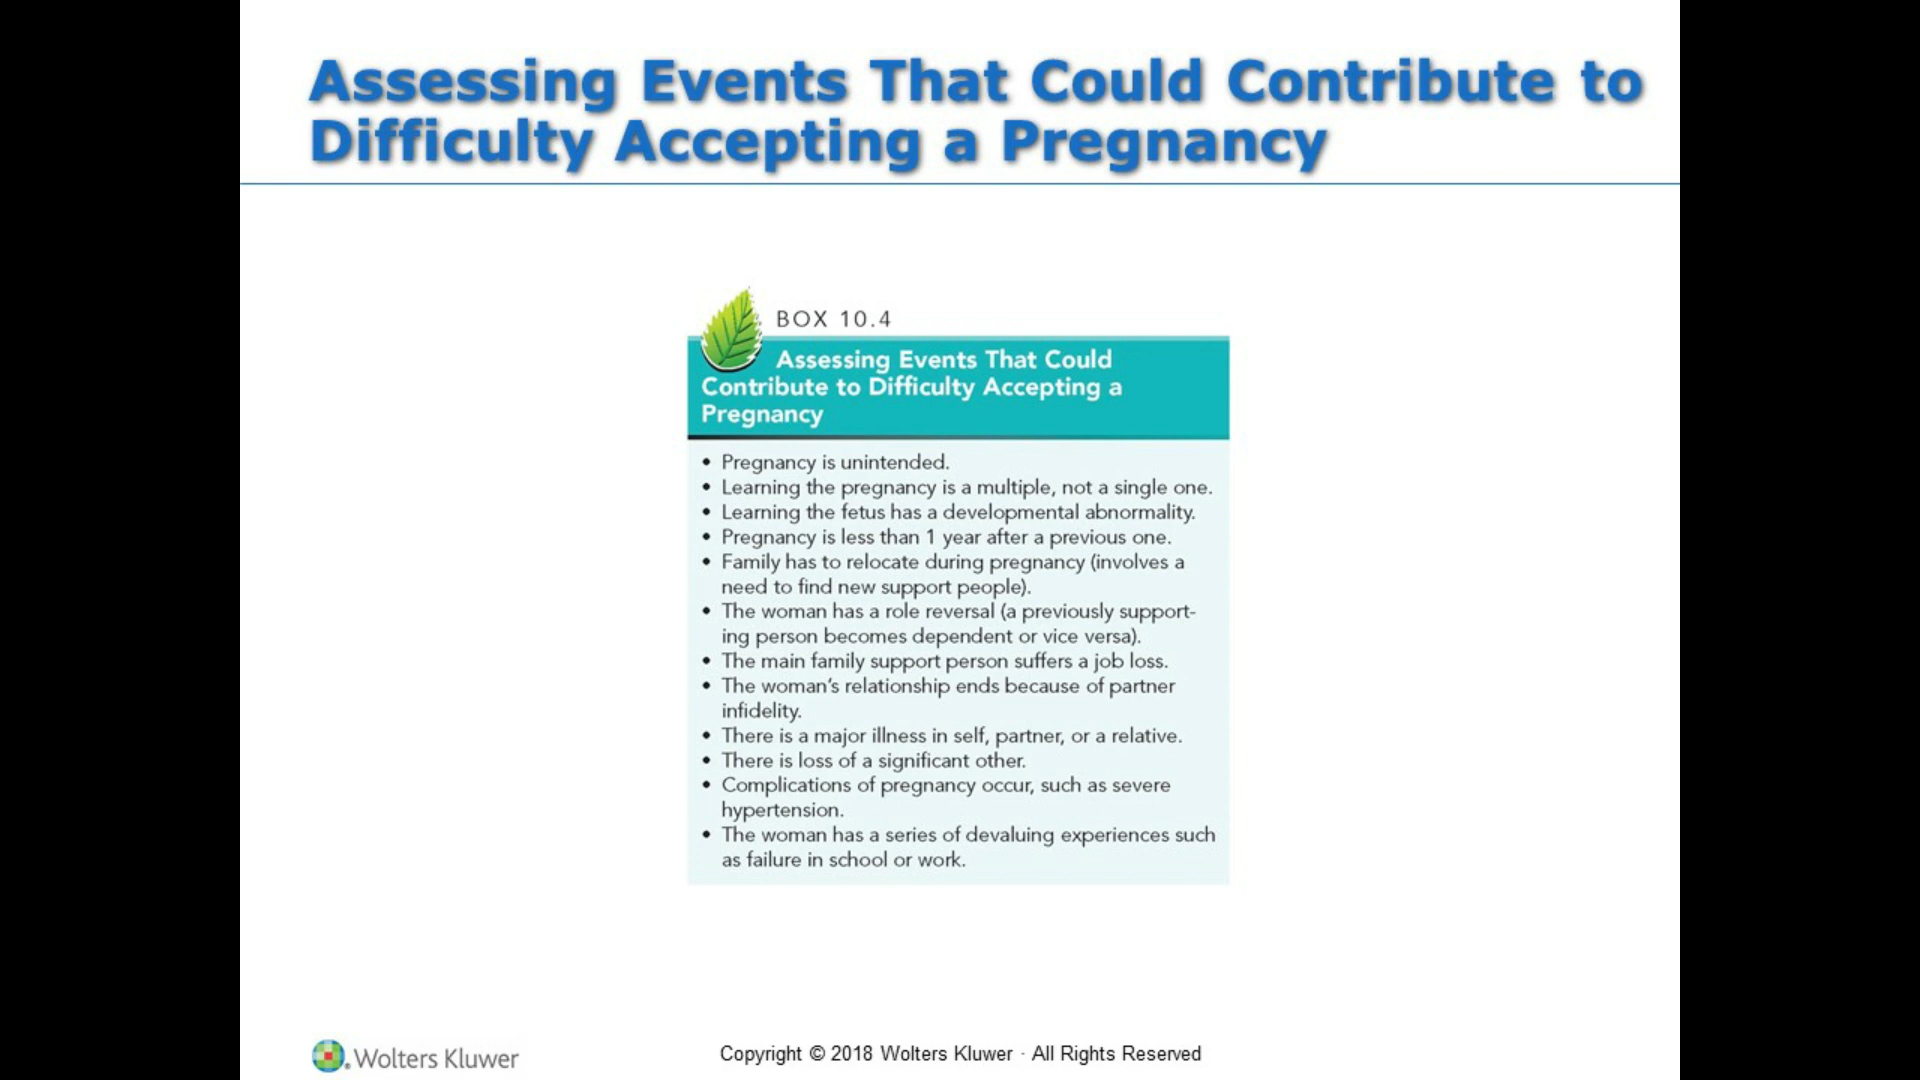 Assessing Events That Could Contribute to
Difficulty Accepting a Pregnancy
BOX 10.4
Assessing Events That Could
Contribute to Difficulty Accepting a
Pregnancy
• Pregnancy is unintended.
• Learning the pregnancy is a multiple, not a single one.
• Learning the fetus has a developmental abnormality.
• Pregnancy is less than 1 year after a previous one.
• Family has to relocate during pregnancy (involves a
need to find new support people).
• The woman has a role reversal (a previously support-
ing person becomes dependent or vice versa).
• The main family support person suffers a job loss.
• The woman's relationship ends because of partner
infidelity.
• There is a major illness in self, partner, or a relative.
• There is loss of a significant other.
• Complications of pregnancy occur, such as severe
hypertension.
• The woman has a series of devaluing experiences such
as failure in school or work.
Wolters Kluwer
Copyright © 2018 Wolters Kluwer · All Rights Reserved